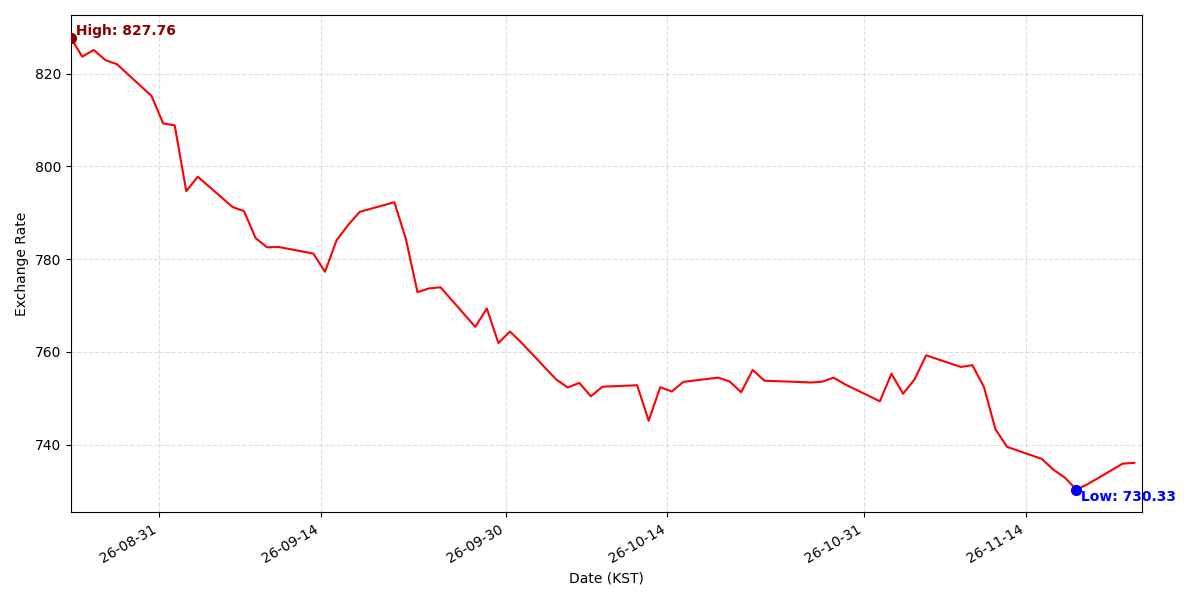 High: 827.76
820
800
780
760
740
Exchange Rate
Low: 730.33
26-08-31
26-09-14
26-09-30
26-10-14
26-10-31
26-11-14
Date (KST)